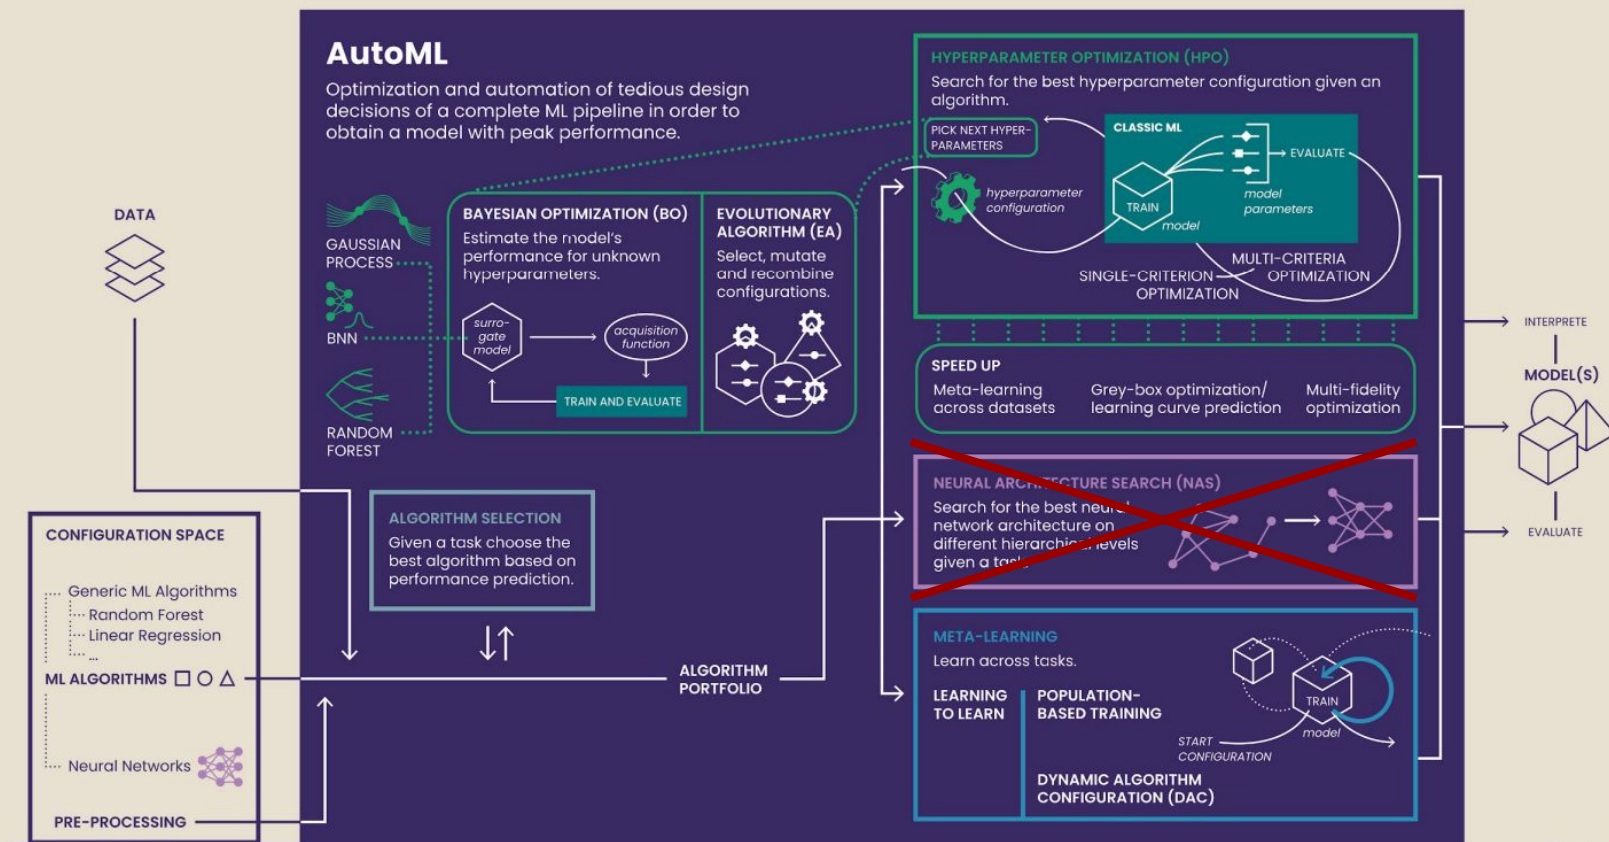 AutoML
Optimization and automation of tedious design
decisions of a complete ML pipeline in order to
obtain a model with peak performance.
DATA
GAUSSIAN
PROCESS
BNN
RANDOM
FOREST
BAYESIAN OPTIMIZATION (BO)
Estimate the model's
performance for unknown
hyperparameters.
surro-
gate
model
acquisition
function
TRAIN AND EVALUATE
EVOLUTIONARY
ALGORITHM (EA)
Select, mutate
and recombine
configurations.
HYPERPARAMETER OPTIMIZATION (HPO)
Search for the best hyperparameter configuration given an
algorithm.
PICK NEXT HYPER-
PARAMETERS
hyperparameter
configuration
CLASSIC ML
TRAIN
model
EVALUATE
model
parameters
SINGLE-CRITERION
OPTIMIZATION
MULTI-CRITERIA
OPTIMIZATION
SPEED UP
Meta-learning
across datasets
Grey-box optimization/
learning curve prediction
Multi-fidelity
optimization
NEURAL ARCHITECTURE SEARCH (NAS)
Search for the best neural
network architecture on
different hierarchical levels
given a task.
META-LEARNING
Learn across tasks.
LEARNING
TO LEARN
POPULATION-
BASED TRAINING
DYNAMIC ALGORITHM
CONFIGURATION (DAC)
TRAIN
model
START
CONFIGURATION
ALGORITHM SELECTION
Given a task choose the
best algorithm based on
performance prediction.
ALGORITHM
PORTFOLIO
CONFIGURATION SPACE
Generic ML Algorithms
Random Forest
Linear Regression
...
ML ALGORITHMS
Neural Networks
PRE-PROCESSING
INTERPRETE
MODEL(S)
EVALUATE